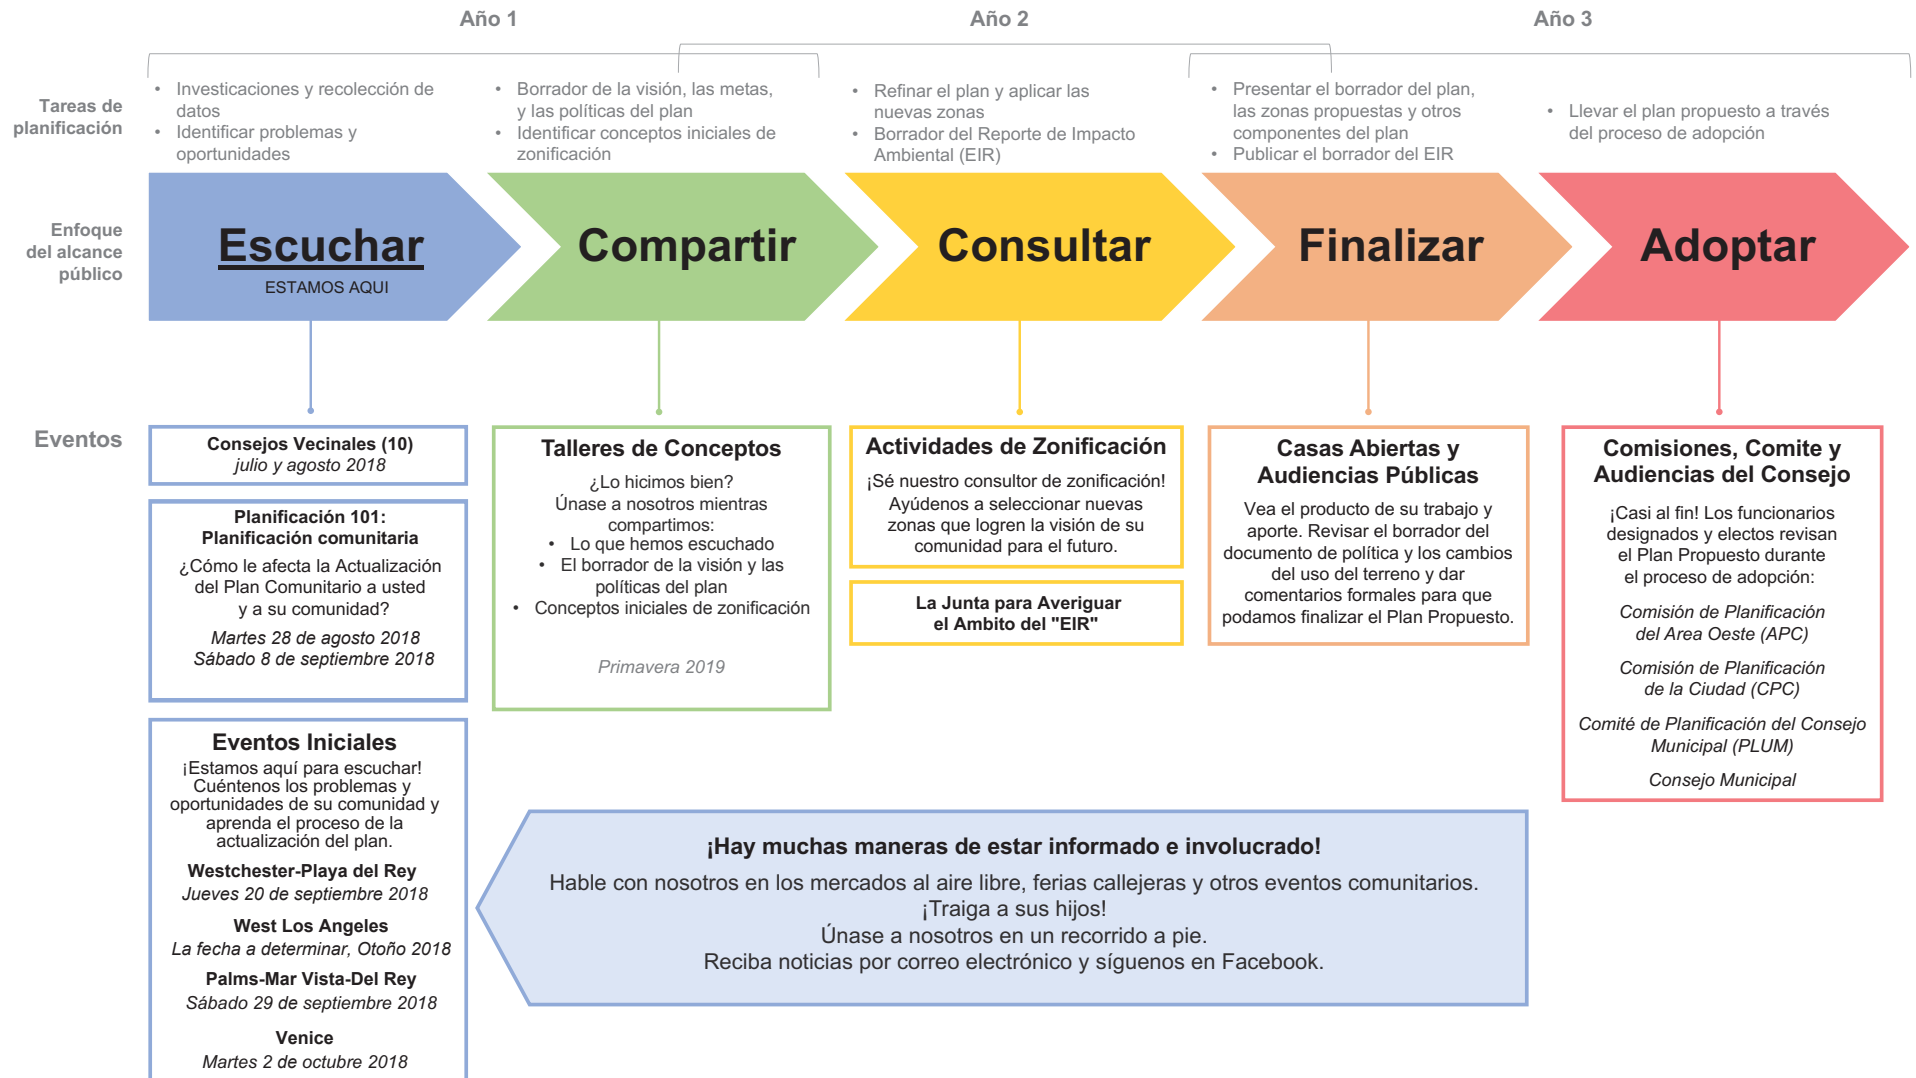 Año 1
Año 2
Año 3
Tareas de
planificación
• Investicaciones y recolección de
datos
• Identificar problemas y
oportunidades
• Borrador de la visión, las metas,
y las políticas del plan
• Identificar conceptos iniciales de
zonificación
• Refinar el plan y aplicar las
nuevas zonas
• Borrador del Reporte de Impacto
Ambiental (EIR)
• Presentar el borrador del plan,
las zonas propuestas y otros
componentes del plan
• Publicar el borrador del EIR
• Llevar el plan propuesto a través
del proceso de adopción
Enfoque
del alcance
público
Escuchar
ESTAMOS AQUI
Compartir
Consultar
Finalizar
Adoptar
Eventos
Consejos Vecinales (10)
julio y agosto 2018
Planificación 101:
Planificación comunitaria
¿Cómo le afecta la Actualización
del Plan Comunitario a usted
y a su comunidad?
Martes 28 de agosto 2018
Sábado 8 de septiembre 2018
Eventos Iniciales
¡Estamos aquí para escuchar!
Cuéntenos los problemas y
oportunidades de su comunidad y
aprenda el proceso de la
actualización del plan.
Westchester-Playa del Rey
Jueves 20 de septiembre 2018
West Los Angeles
La fecha a determinar, Otoño 2018
Palms-Mar Vista-Del Rey
Sábado 29 de septiembre 2018
Venice
Martes 2 de octubre 2018
Talleres de Conceptos
¿Lo hicimos bien?
Únase a nosotros mientras
compartimos:
• Lo que hemos escuchado
• El borrador de la visión y las
políticas del plan
• Conceptos iniciales de zonificación
Primavera 2019
Actividades de Zonificación
¡Sé nuestro consultor de zonificación!
Ayúdenos a seleccionar nuevas
zonas que logren la visión de su
comunidad para el futuro.
La Junta para Averiguar
el Ambito del "EIR"
Casas Abiertas y
Audiencias Públicas
Vea el producto de su trabajo y
aporte. Revisar el borrador del
documento de política y los cambios
del uso del terreno y dar
comentarios formales para que
podamos finalizar el Plan Propuesto.
Comisiones, Comite y
Audiencias del Consejo
¡Casi al fin! Los funcionarios
designados y electos revisan
el Plan Propuesto durante
el proceso de adopción:
Comisión de Planificación
del Area Oeste (APC)
Comisión de Planificación
de la Ciudad (CPC)
Comité de Planificación del Consejo
Municipal (PLUM)
Consejo Municipal
¡Hay muchas maneras de estar informado e involucrado!
Hable con nosotros en los mercados al aire libre, ferias callejeras y otros eventos comunitarios.
¡Traiga a sus hijos!
Únase a nosotros en un recorrido a pie.
Reciba noticias por correo electrónico y síguenos en Facebook.